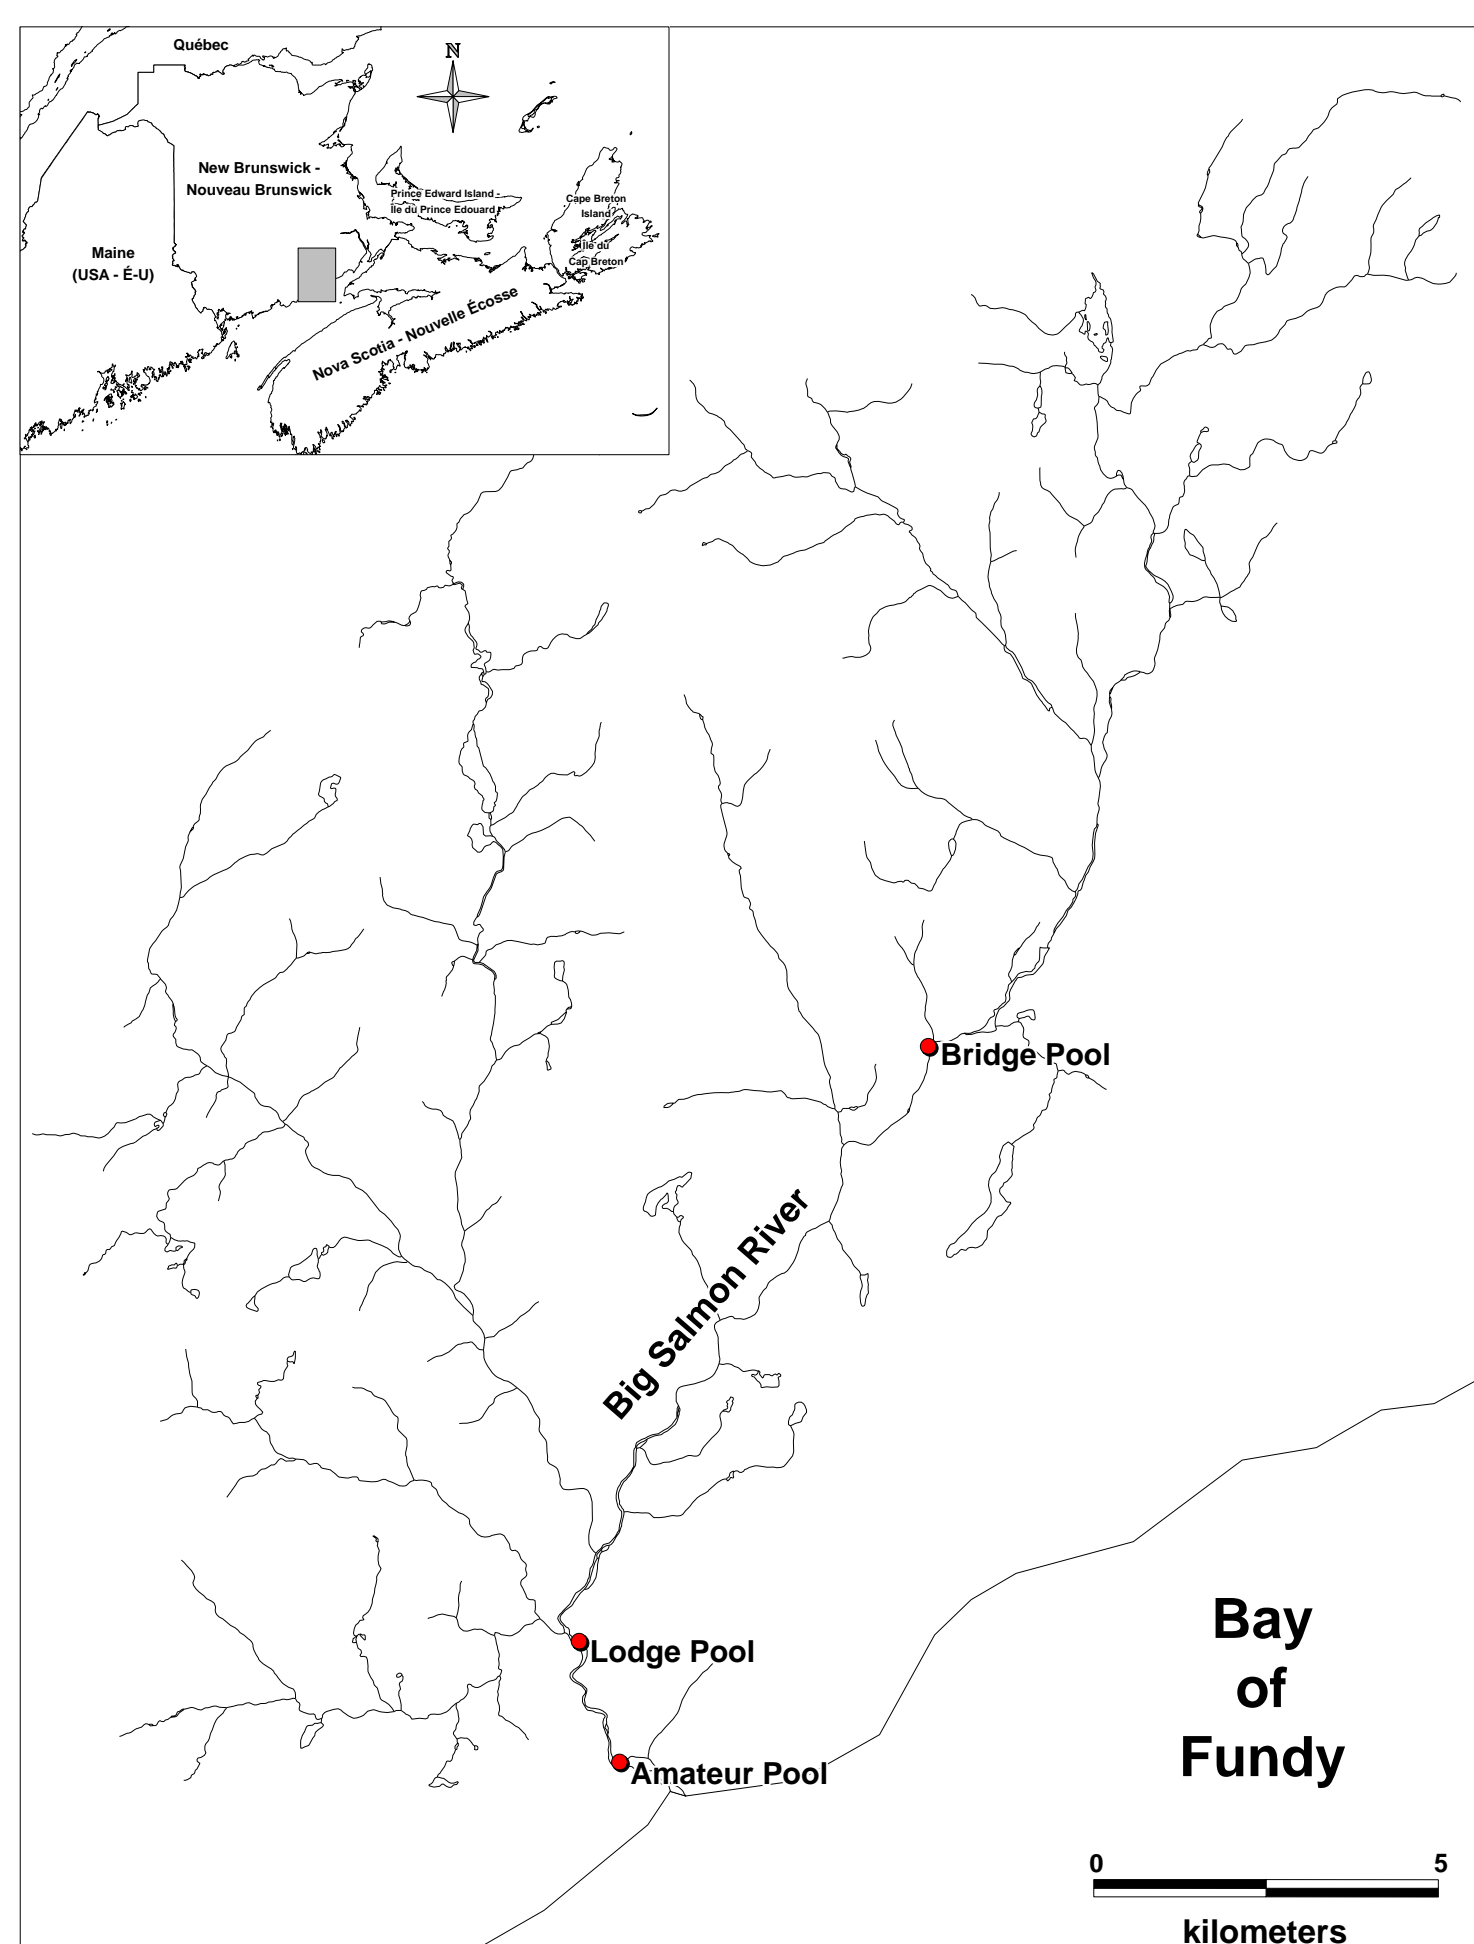 Québec
N
New Brunswick -
Nouveau Brunswick
Prince Edward Island -
Île du Prince Edouard
Cape Breton
Island
Île du
Cap Breton
Maine
(USA - É-U)
Nova Scotia - Nouvelle Écosse
Bridge Pool
Big Salmon River
Lodge Pool
Amateur Pool
Bay
of
Fundy
0 5
kilometers